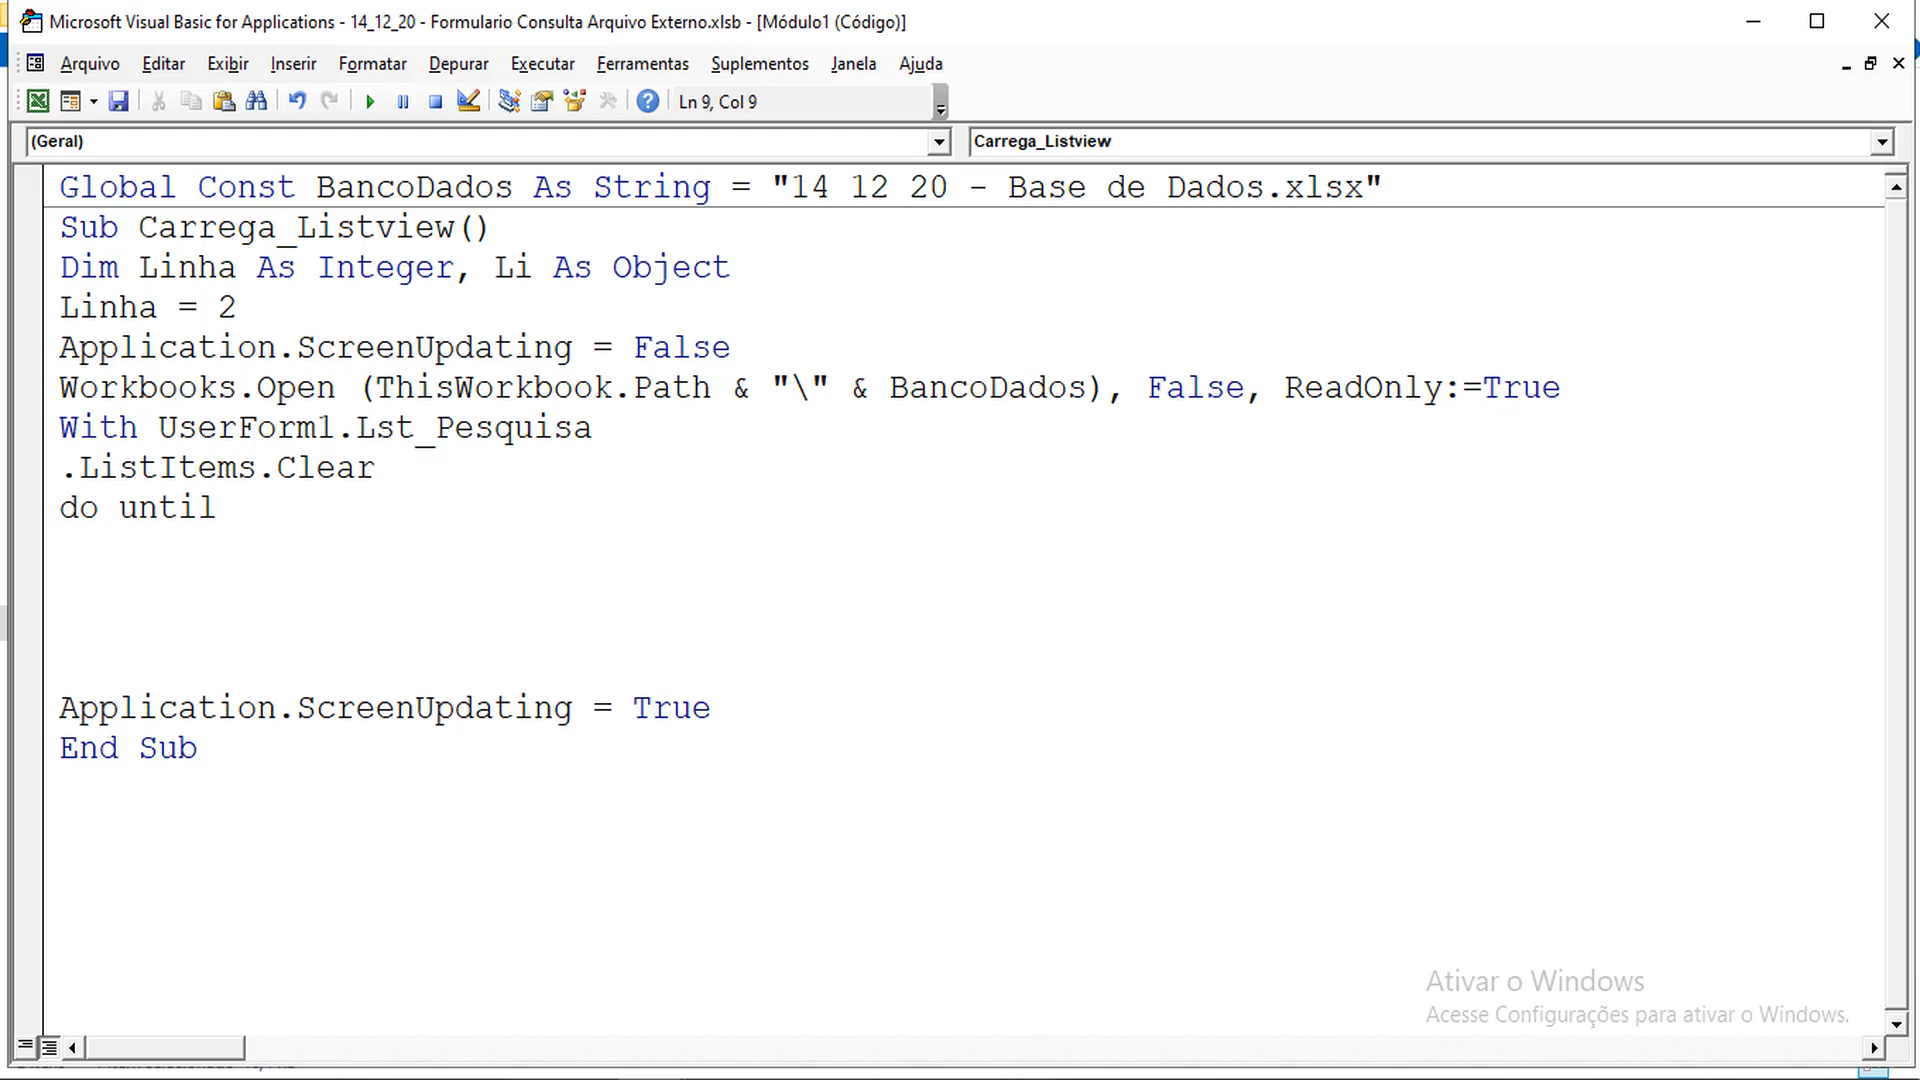 Microsoft Visual Basic for Applications - 14_12_20 - Formulario Consulta Arquivo Externo.xlsb - [Módulo1 (Código)]
Arquivo Editar Exibir Inserir Formatar Depurar Executar Ferramentas Suplementos Janela Ajuda
Ln 9, Col 9
(Geral) Carrega_Listview
Global Const BancoDados As String = "14 12 20 - Base de Dados.xlsx"
Sub Carrega_Listview()
Dim Linha As Integer, Li As Object
Linha = 2
Application.ScreenUpdating = False
Workbooks.Open (ThisWorkbook.Path & "\" & BancoDados), False, ReadOnly:=True
With UserForm1.Lst_Pesquisa
.ListItems.Clear
do until
Application.ScreenUpdating = True
End Sub
Ativar o Windows
Acesse Configurações para ativar o Windows.